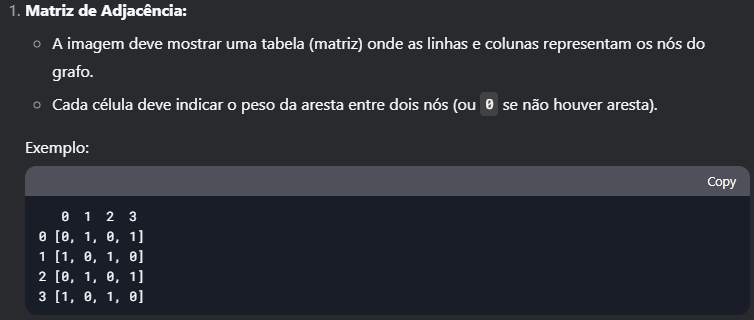 1. Matriz de Adjacência:
○ A imagem deve mostrar uma tabela (matriz) onde as linhas e colunas representam os nós do
grafo.
○ Cada célula deve indicar o peso da aresta entre dois nós (ou 0 se não houver aresta).
Exemplo:
Copy
0 1 2 3
0 [0, 1, 0, 1]
1 [1, 0, 1, 0]
2 [0, 1, 0, 1]
3 [1, 0, 1, 0]